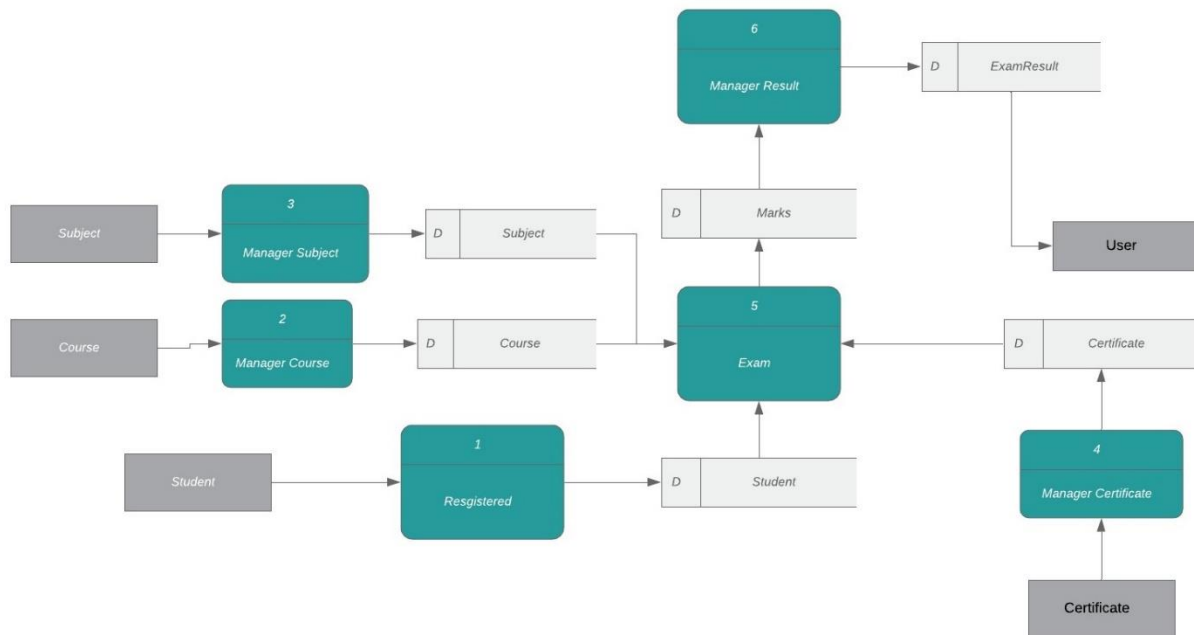 6
Manager Result
D
ExamResult
3
Manager Subject
Subject
D
Subject
D
Marks
User
2
Manager Course
Course
D
Course
5
Exam
D
Certificate
1
Resgistered
Student
D
Student
4
Manager Certificate
Certificate